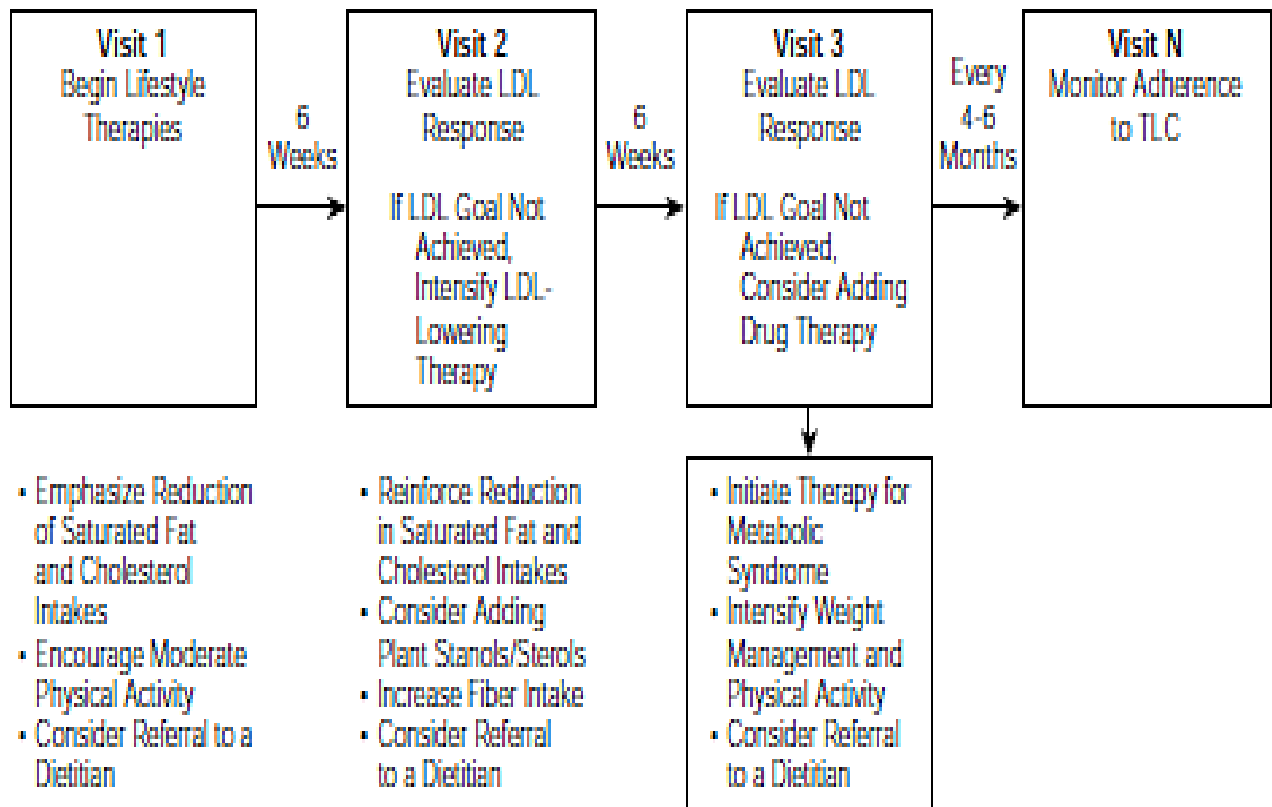 Visit 1
Begin Lifestyle
Therapies
6
Weeks
Visit 2
Evaluate LDL
Response
If LDL Goal Not
Achieved,
Intensify LDL-
Lowering
Therapy
6
Weeks
Visit 3
Evaluate LDL
Response
If LDL Goal Not
Achieved,
Consider Adding
Drug Therapy
Every
4-6
Months
Visit N
Monitor Adherence
to TLC
• Emphasize Reduction
of Saturated Fat
and Cholesterol
Intakes
• Encourage Moderate
Physical Activity
• Consider Referral to a
Dietitian
• Reinforce Reduction
in Saturated Fat and
Cholesterol Intakes
• Consider Adding
Plant Stanols/Sterols
• Increase Fiber Intake
• Consider Referral
to a Dietitian
• Initiate Therapy for
Metabolic
Syndrome
• Intensify Weight
Management and
Physical Activity
• Consider Referral
to a Dietitian